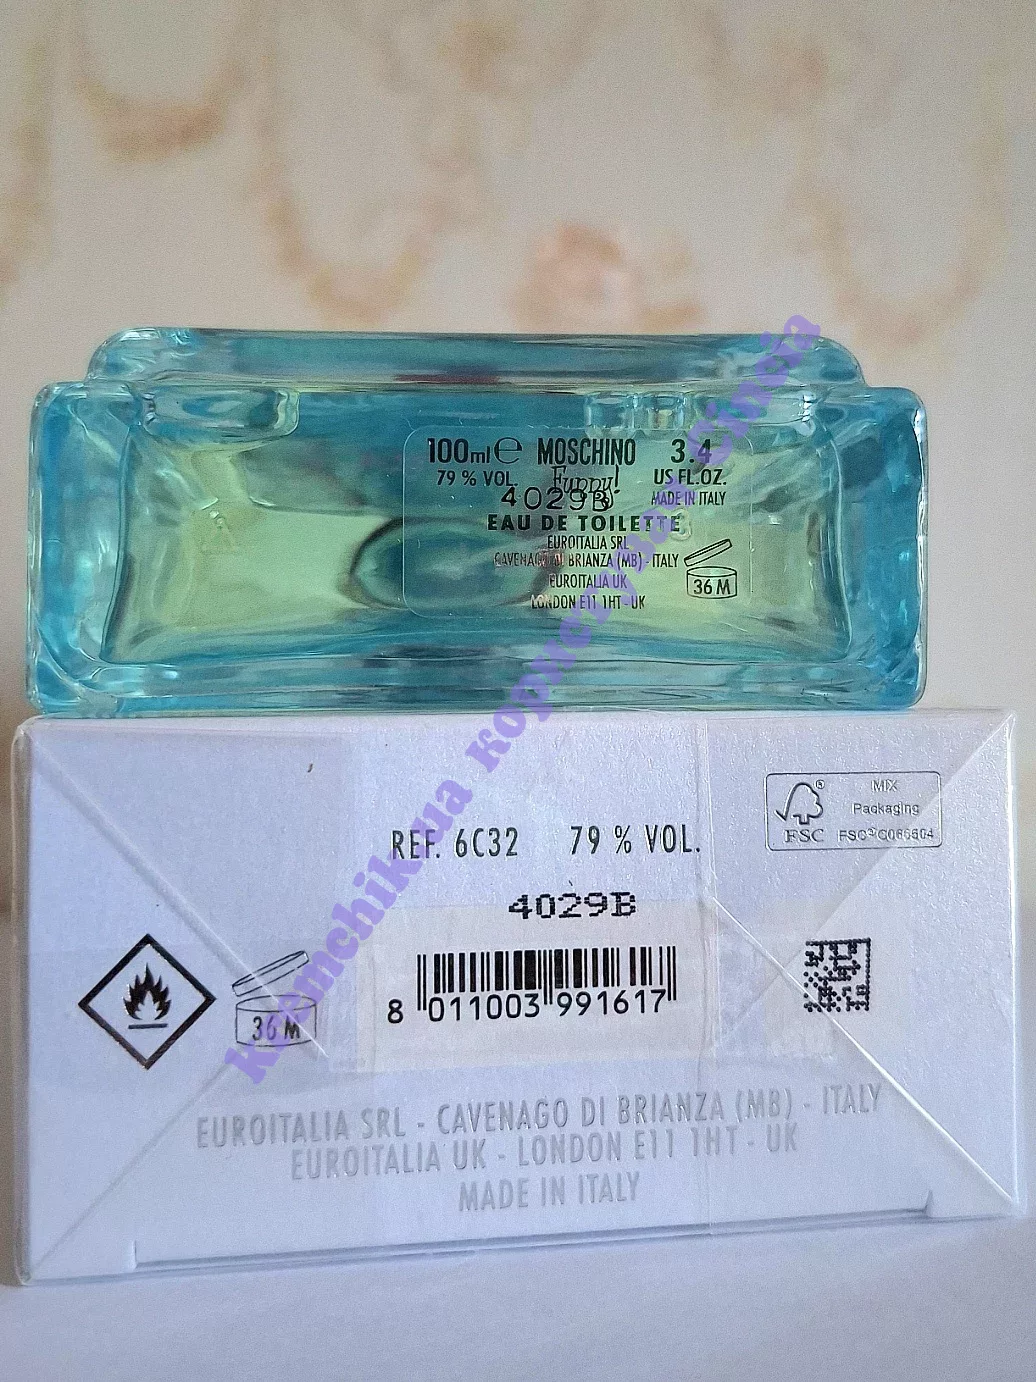 100ml ℮ MOSCHINO 3.4
79 % VOL. Funny! US FL.OZ.
4029B MADE IN ITALY
EAU DE TOILETTE
EUROITALIA SRL
CAVENAGO DI BRIANZA (MB) - ITALY
EUROITALIA UK
36 M
LONDON E11 1HT - UK
MIX
Packaging
FSC FSC® C066604
REF. 6C32 79 % VOL.
4029B
36 M
8 011003 991617
EUROITALIA SRL - CAVENAGO DI BRIANZA (MB) - ITALY
EUROITALIA UK - LONDON E11 1HT - UK
MADE IN ITALY